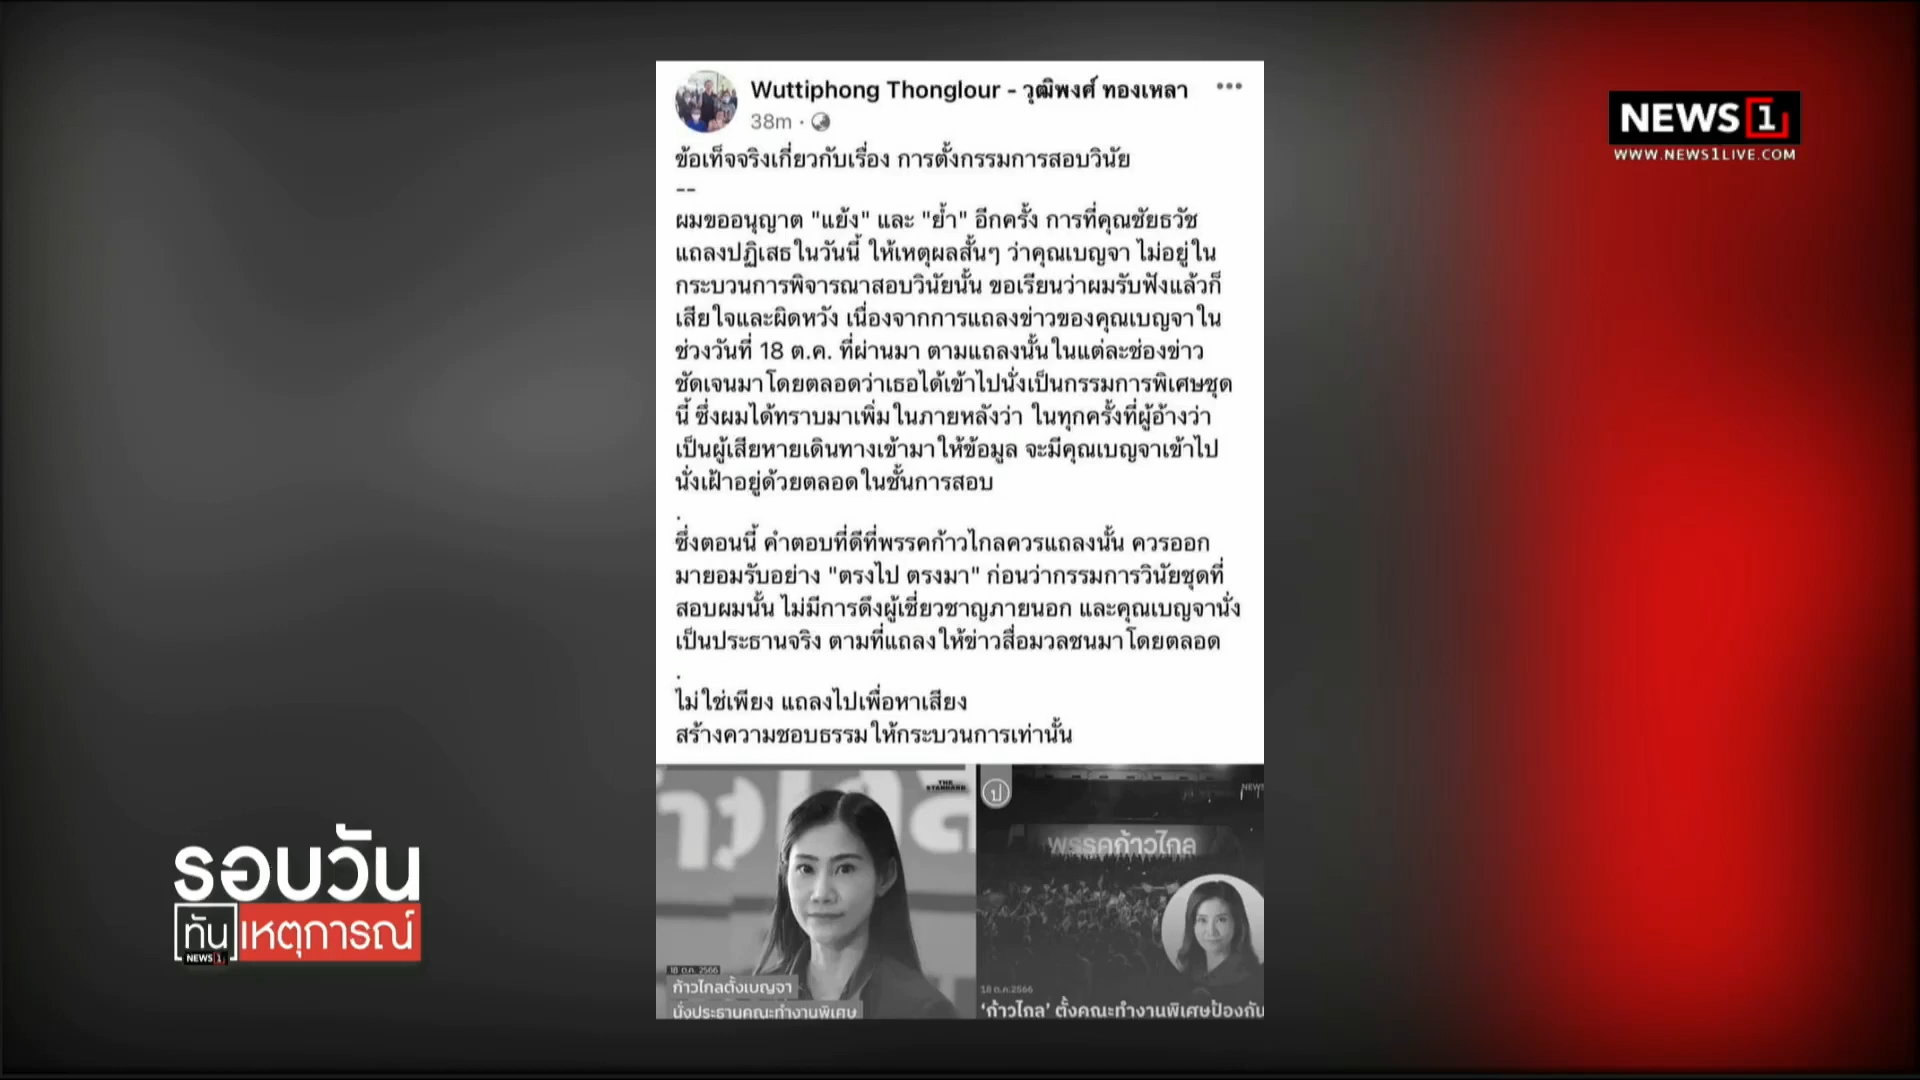 Wuttiphong Thonglour - วุฒิพงศ์ ทองเหลา
38m ·
ข้อเท็จจริงเกี่ยวกับเรื่อง การตั้งกรรมการสอบวินัย
--
ผมขออนุญาต "แย้ง" และ "ย้ำ" อีกครั้ง การที่คุณชัยธวัช
แถลงปฏิเสธในวันนี้ ให้เหตุผลสั้นๆ ว่าคุณเบญจา ไม่อยู่ใน
กระบวนการพิจารณาสอบวินัยนั้น ขอเรียนว่าผมรับฟังแล้วก็
เสียใจและผิดหวัง เนื่องจากการแถลงข่าวของคุณเบญจาใน
ช่วงวันที่ 18 ต.ค. ที่ผ่านมา ตามแถลงนั้นในแต่ละช่องข่าว
ชัดเจนมาโดยตลอดว่าเธอได้เข้าไปนั่งเป็นกรรมการพิเศษชุด
นี้ ซึ่งผมได้ทราบมาเพิ่มในภายหลังว่า ในทุกครั้งที่ผู้อ้างว่า
เป็นผู้เสียหายเดินทางเข้ามาให้ข้อมูล จะมีคุณเบญจาเข้าไป
นั่งเฝ้าอยู่ด้วยตลอดในชั้นการสอบ
.
ซึ่งตอนนี้ คำตอบที่ดีที่พรรคก้าวไกลควรแถลงนั้น ควรออก
มายอมรับอย่าง "ตรงไป ตรงมา" ก่อนว่ากรรมการวินัยชุดที่
สอบผมนั้น ไม่มีการดึงผู้เชี่ยวชาญภายนอก และคุณเบญจานั่ง
เป็นประธานจริง ตามที่แถลงให้ข่าวสื่อมวลชนมาโดยตลอด
.
ไม่ใช่เพียง แถลงไปเพื่อหาเสียง
สร้างความชอบธรรมให้กระบวนการเท่านั้น
THE
STANDARD
18 ต.ค. 2566
ก้าวไกลตั้งเบญจา
นั่งประธานคณะทำงานพิเศษ
ป
NEWS
พรรคก้าวไกล
18 ต.ค.2566
'ก้าวไกล' ตั้งคณะทำงานพิเศษป้องกัน
NEWS 1
WWW.NEWS1LIVE.COM
รอบวัน
ทัน เหตุการณ์
NEWS 1